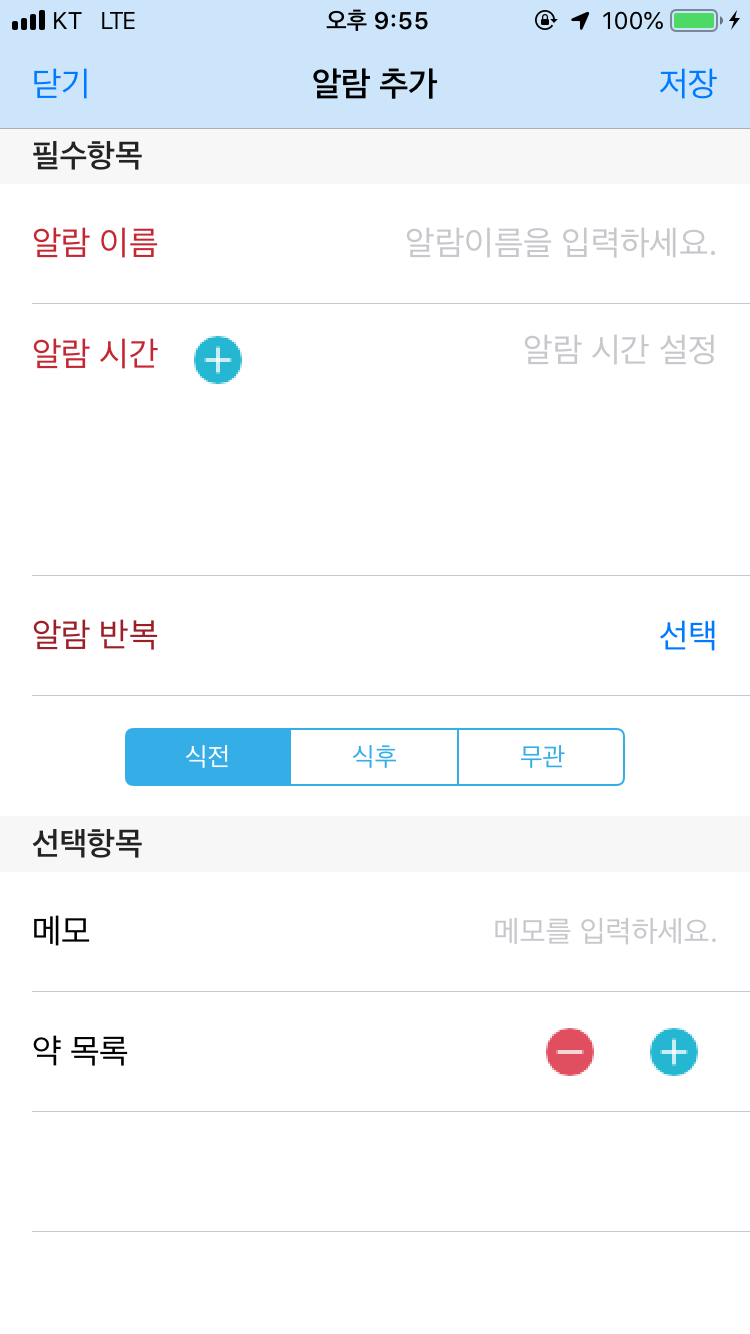 KT LTE 오후 9:55 100%
닫기 알람 추가 저장
필수항목
알람 이름 알람이름을 입력하세요.
알람 시간 알람 시간 설정
알람 반복 선택
식전 식후 무관
선택항목
메모 메모를 입력하세요.
약 목록